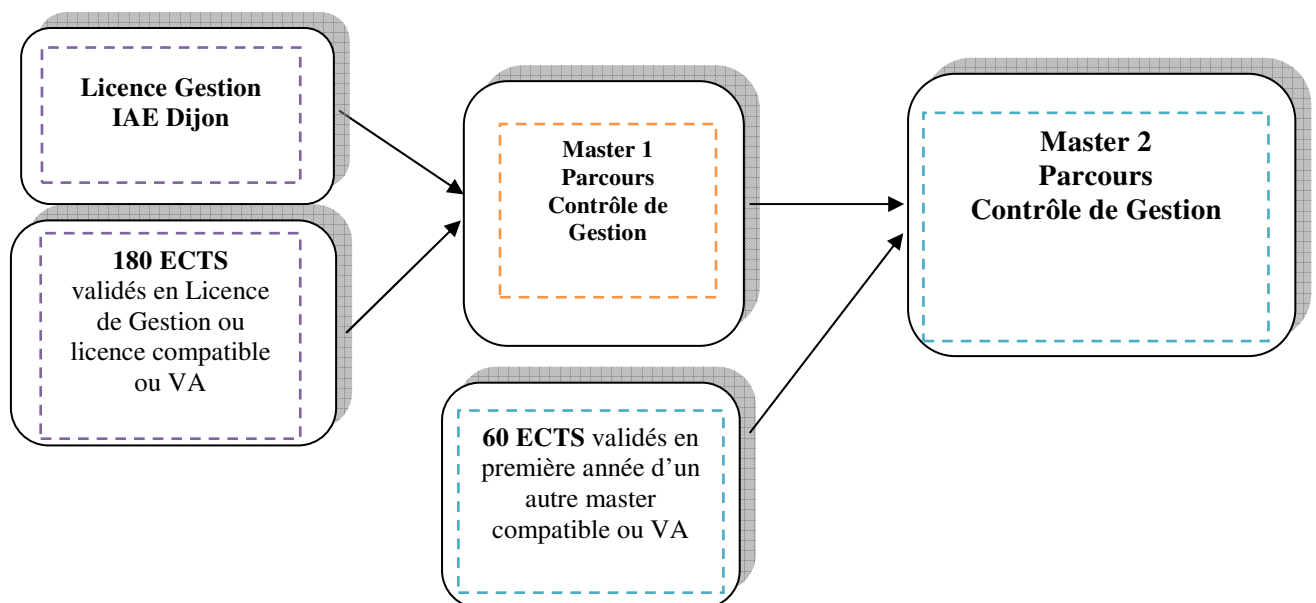 Licence Gestion
IAE Dijon
180 ECTS
validés en Licence
de Gestion ou
licence compatible
ou VA
Master 1
Parcours
Contrôle de
Gestion
60 ECTS validés en
première année d’un
autre master
compatible ou VA
Master 2
Parcours
Contrôle de Gestion